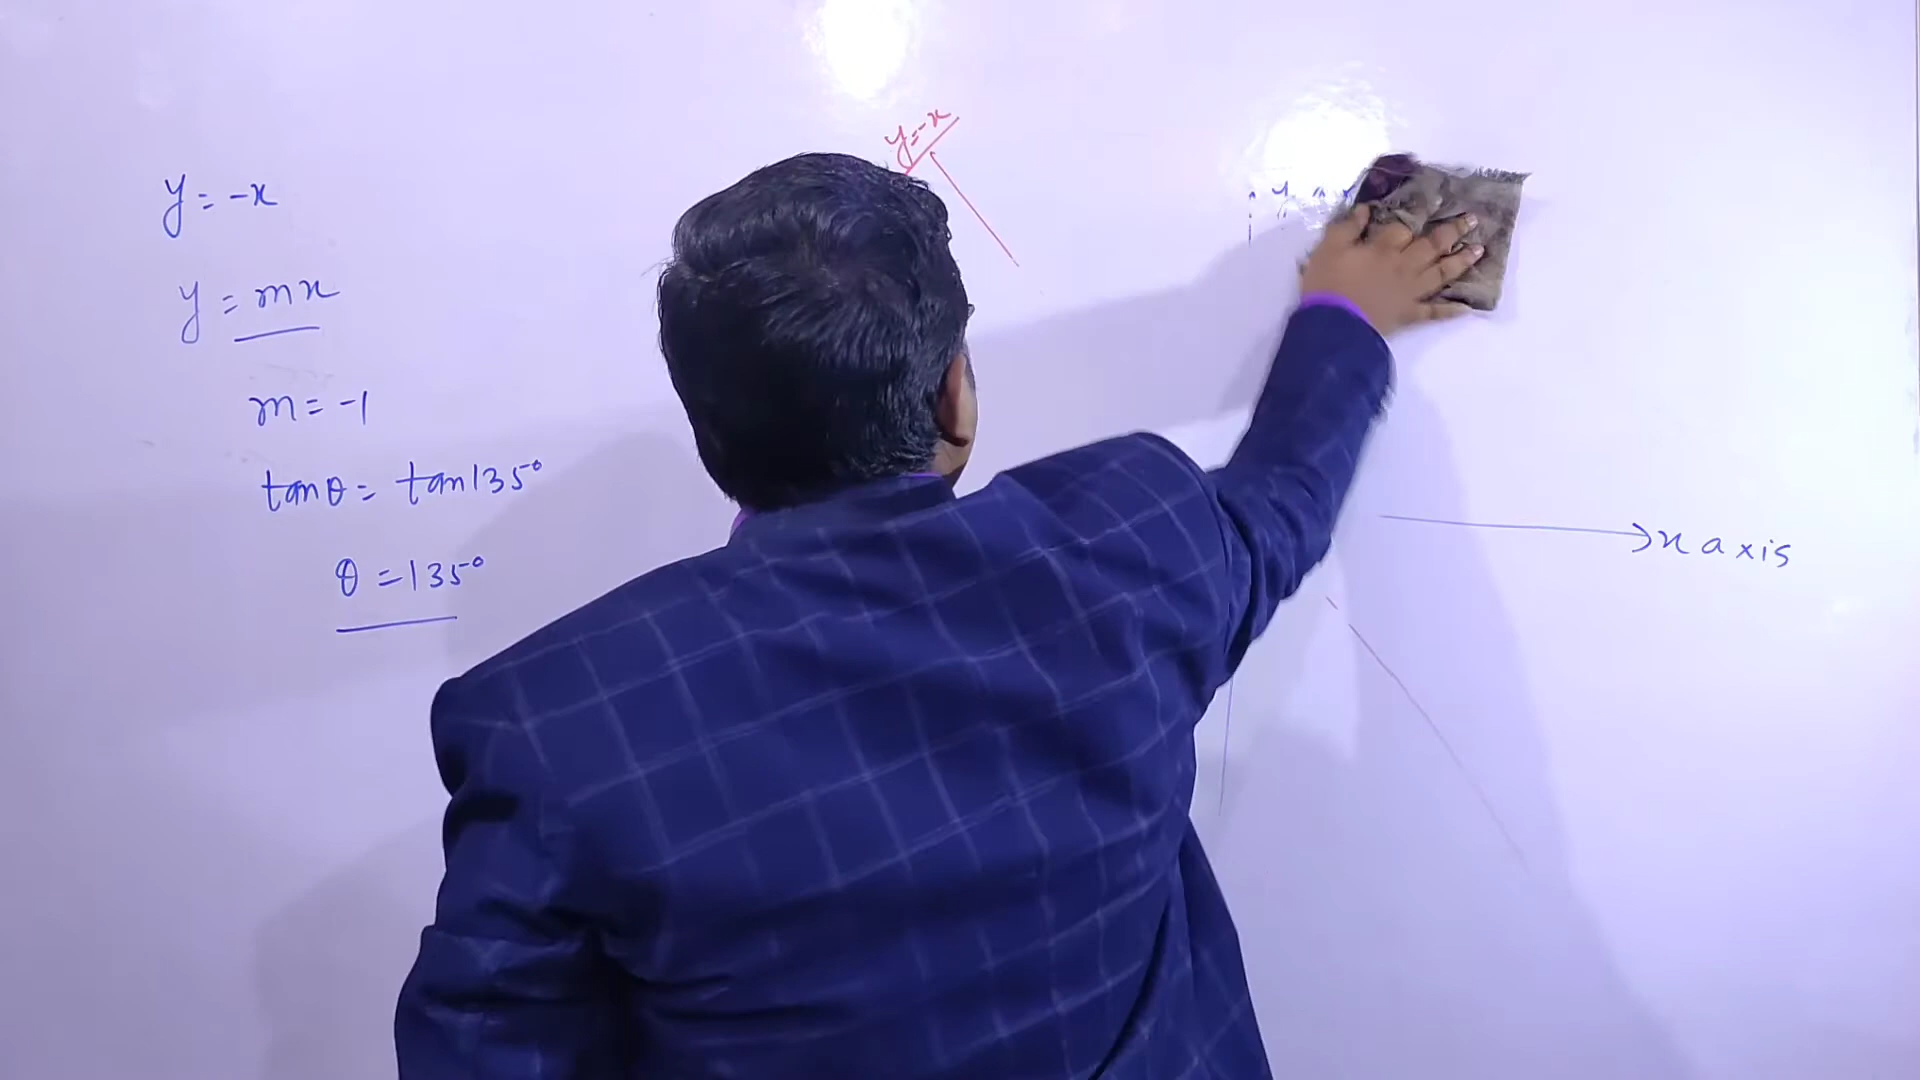 y = -x
y = mx
m = -1
tanθ = tan135°
θ = 135°
y=-x
x axis